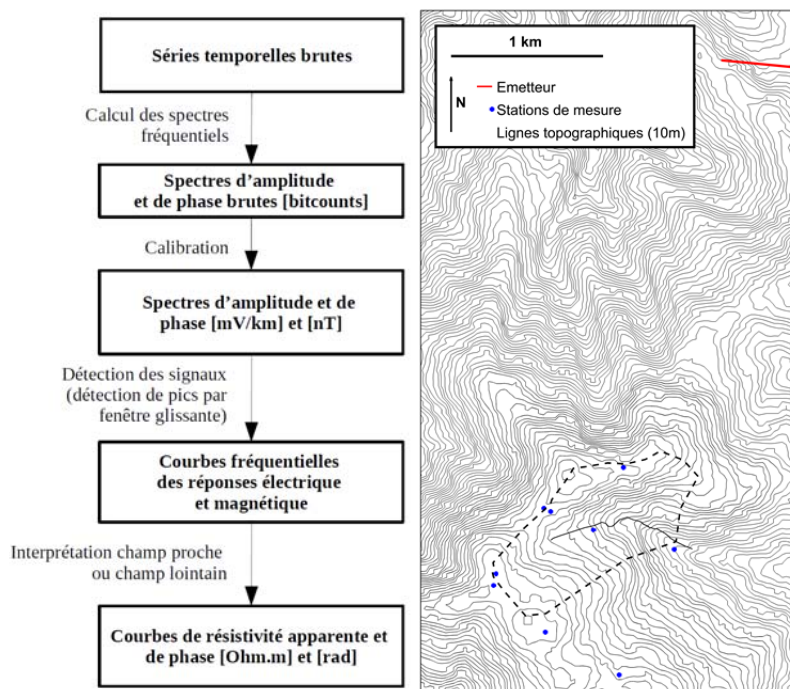 Séries temporelles brutes
Calcul des spectres
fréquentiels
Spectres d'amplitude
et de phase brutes [bitcounts]
Calibration
Spectres d'amplitude et de
phase [mV/km] et [nT]
Détection des signaux
(détection de pics par
fenêtre glissante)
Courbes fréquentielles
des réponses électrique
et magnétique
Interprétation champ proche
ou champ lointain
Courbes de résistivité apparente et
de phase [Ohm.m] et [rad]
1 km
N
Emetteur
Stations de mesure
Lignes topographiques (10m)